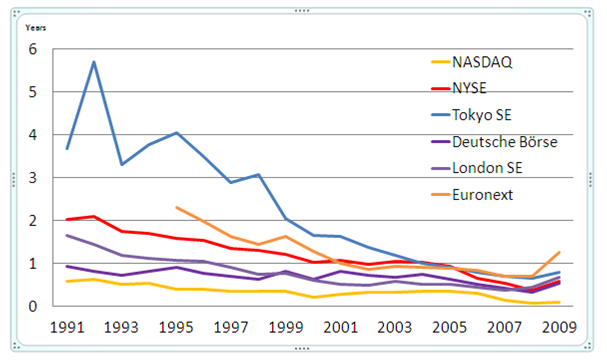 Years
6
5
4
3
2
1
0
NASDAQ
NYSE
Tokyo SE
Deutsche Börse
London SE
Euronext
1991 1993 1995 1997 1999 2001 2003 2005 2007 2009